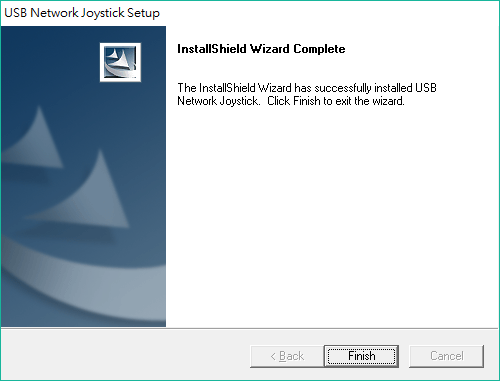 USB Network Joystick Setup
InstallShield Wizard Complete
The InstallShield Wizard has successfully installed USB
Network Joystick. Click Finish to exit the wizard.
< Back
Finish
Cancel